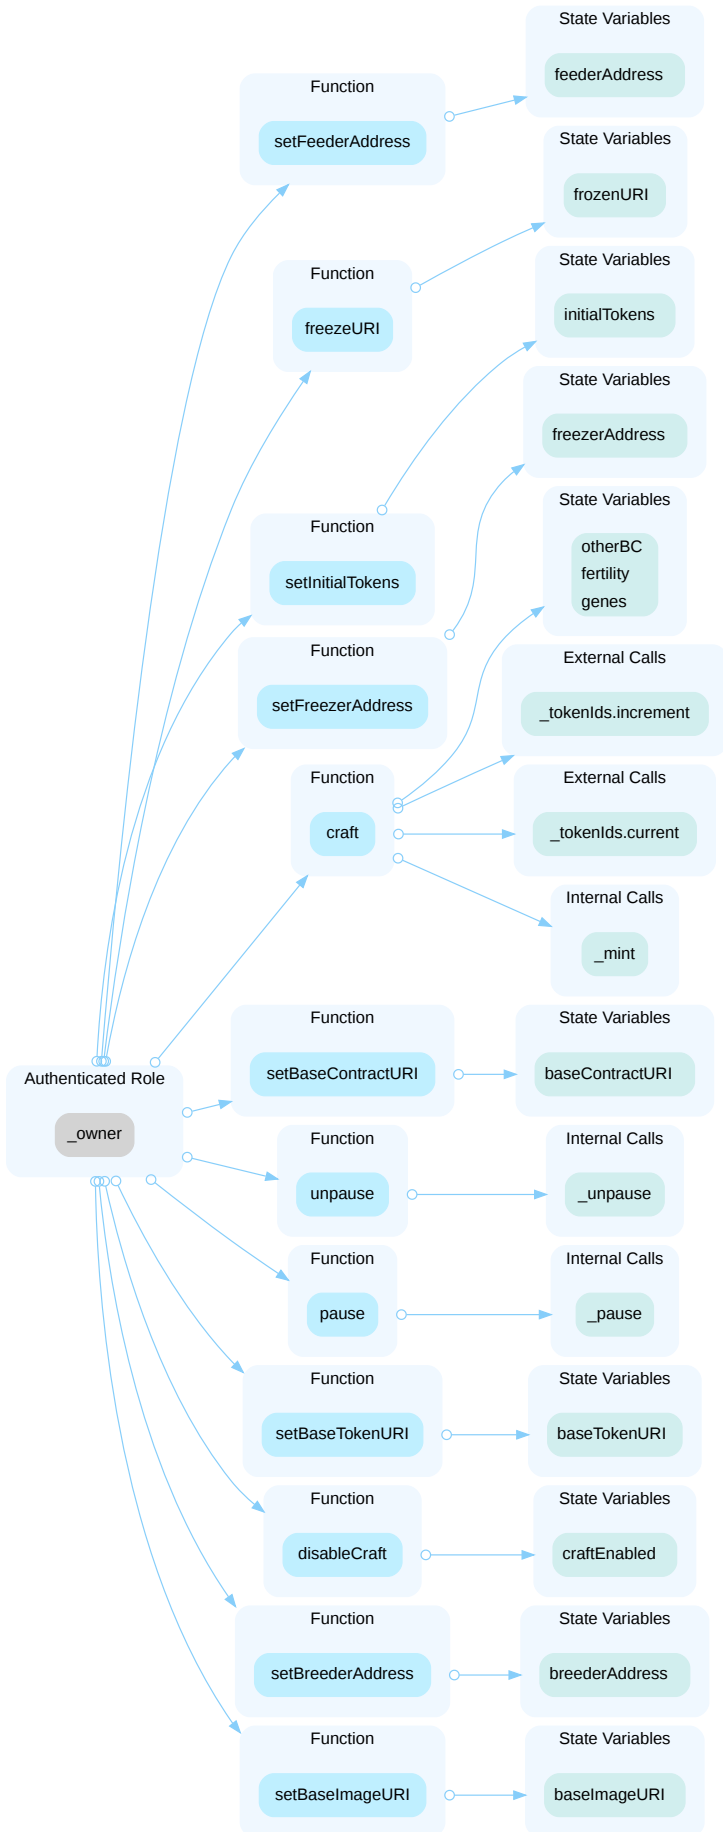 State Variables
feederAddress
Function
setFeederAddress
State Variables
frozenURI
Function
freezeURI
State Variables
initialTokens
State Variables
freezerAddress
State Variables
otherBC
fertility
genes
Function
setInitialTokens
Function
setFreezerAddress
External Calls
_tokenIds.increment
Function
craft
External Calls
_tokenIds.current
Internal Calls
_mint
Authenticated Role
_owner
Function
setBaseContractURI
State Variables
baseContractURI
Function
unpause
Internal Calls
_unpause
Function
pause
Internal Calls
_pause
Function
setBaseTokenURI
State Variables
baseTokenURI
Function
disableCraft
State Variables
craftEnabled
Function
setBreederAddress
State Variables
breederAddress
Function
setBaseImageURI
State Variables
baseImageURI